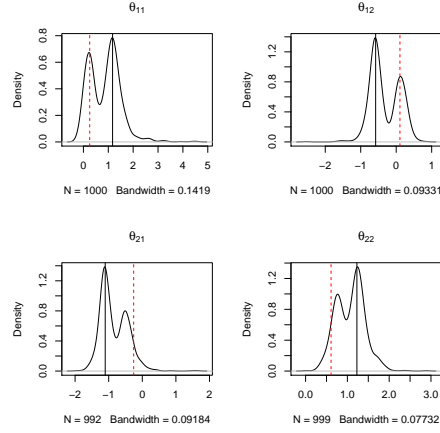 θ11
θ12
Density
0.0 0.2 0.4 0.6 0.8
0 1 2 3 4 5
N = 1000 Bandwidth = 0.1419
Density
0.0 0.4 0.8 1.2
-2 -1 0 1
N = 1000 Bandwidth = 0.09331
θ21
θ22
Density
0.0 0.4 0.8 1.2
-2 -1 0 1 2
N = 992 Bandwidth = 0.09184
Density
0.0 0.4 0.8 1.2
0.0 1.0 2.0 3.0
N = 999 Bandwidth = 0.07732